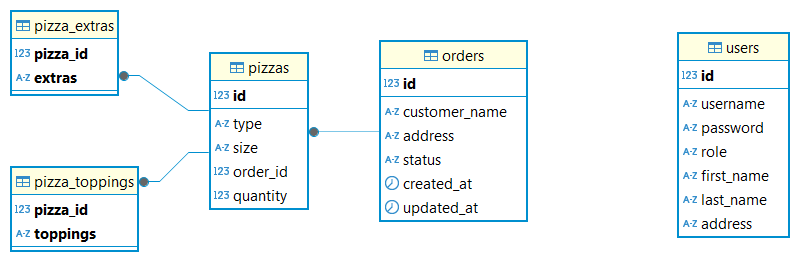 pizza_extras
123 pizza_id
A-Z extras
pizza_toppings
123 pizza_id
A-Z toppings
pizzas
123 id
A-Z type
A-Z size
123 order_id
123 quantity
orders
123 id
A-Z customer_name
A-Z address
A-Z status
created_at
updated_at
users
A-Z id
A-Z username
A-Z password
A-Z role
A-Z first_name
A-Z last_name
A-Z address